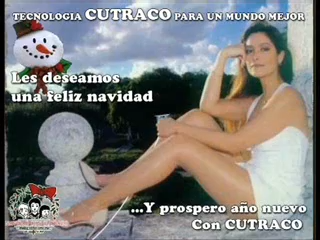 TECNOLOGIA CUTRACO PARA UN MUNDO MEJOR
Les deseamos
una feliz navidad
...Y prospero año nuevo
Con CUTRACO